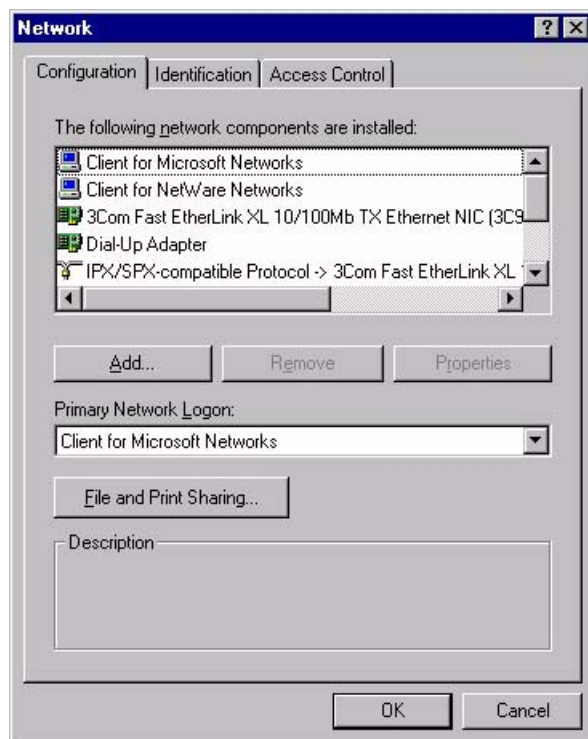 Network
Configuration Identification Access Control
The following network components are installed:
Client for Microsoft Networks
Client for NetWare Networks
3Com Fast EtherLink XL 10/100Mb TX Ethernet NIC (3C9
Dial-Up Adapter
IPX/SPX-compatible Protocol -> 3Com Fast EtherLink XL
Add... Remove Properties
Primary Network Logon:
Client for Microsoft Networks
File and Print Sharing...
Description
OK Cancel